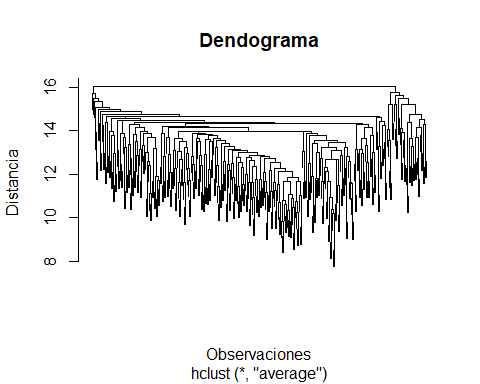 Dendograma
16
14
12
10
8
Distancia
Observaciones
hclust (*, "average")